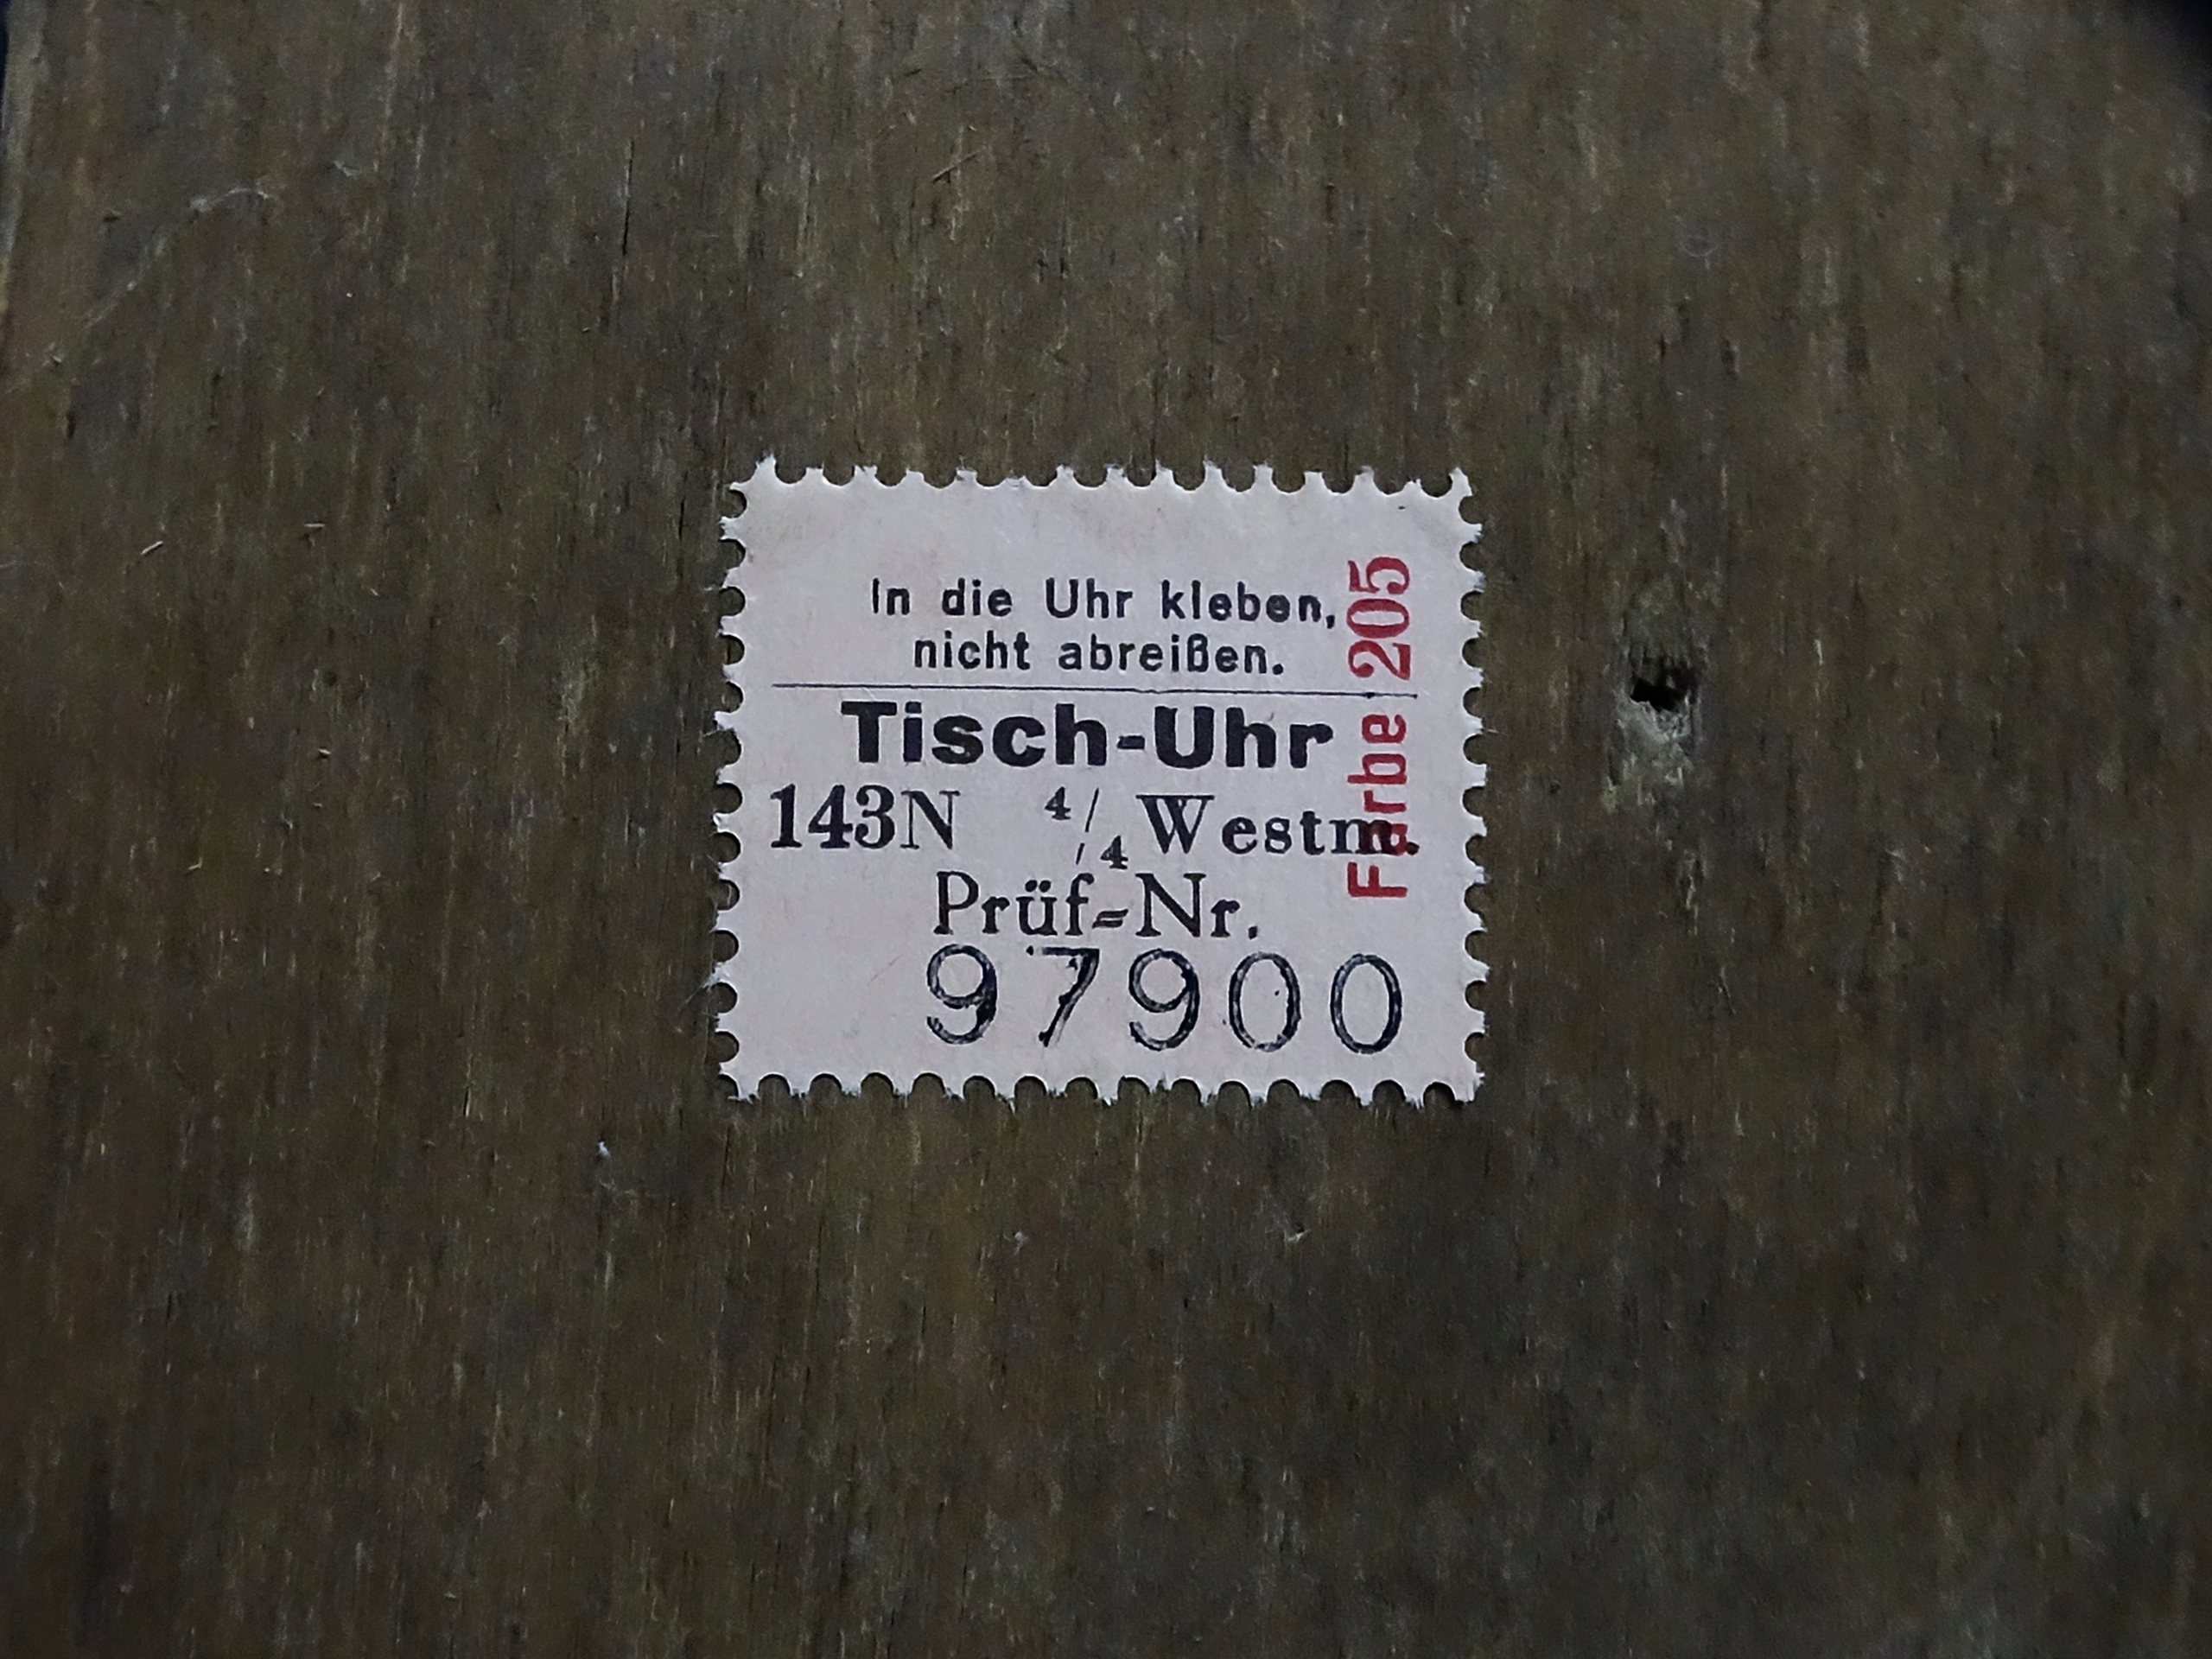 In die Uhr kleben,
nicht abreißen.
Tisch-Uhr
143N 4/4 Westm.
Prüf-Nr.
97900
Farbe 205